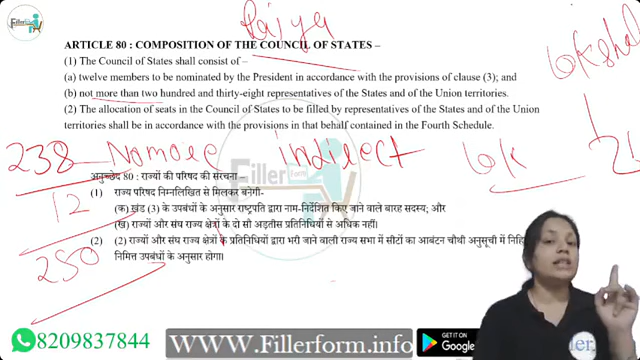 Fillerform
Rajya
ARTICLE 80 : COMPOSITION OF THE COUNCIL OF STATES –
(1) The Council of States shall consist of –
(a) twelve members to be nominated by the President in accordance with the provisions of clause (3); and
(b) not more than two hundred and thirty-eight representatives of the States and of the Union territories.
(2) The allocation of seats in the Council of States to be filled by representatives of the States and of the Union
territories shall be in accordance with the provisions in that behalf contained in the Fourth Schedule.
238 Nomore indirect
अनुच्छेद 80 : राज्यों की परिषद की संरचना
12
(1) राज्य परिषद निम्नलिखित से मिलकर बनेगी-
(क) खंड (3) के उपबंधों के अनुसार राष्ट्रपति द्वारा नाम-निर्देशित किए जाने वाले बारह सदस्य; और
(ख) राज्यों और संघ राज्य क्षेत्रों के दो सौ अड़तीस प्रतिनिधियों से अधिक नहीं।
250
(2) (2) राज्यों और संघ राज्य क्षेत्रों के प्रतिनिधियों द्वारा भरी जाने वाली राज्य सभा में सीटों का आबंटन चौथी अनुसूची में
निमित्त उपबंधों के अनुसार होगा।
Fillerform
8209837844
www.Fillerform.info
GET IT ON
Google